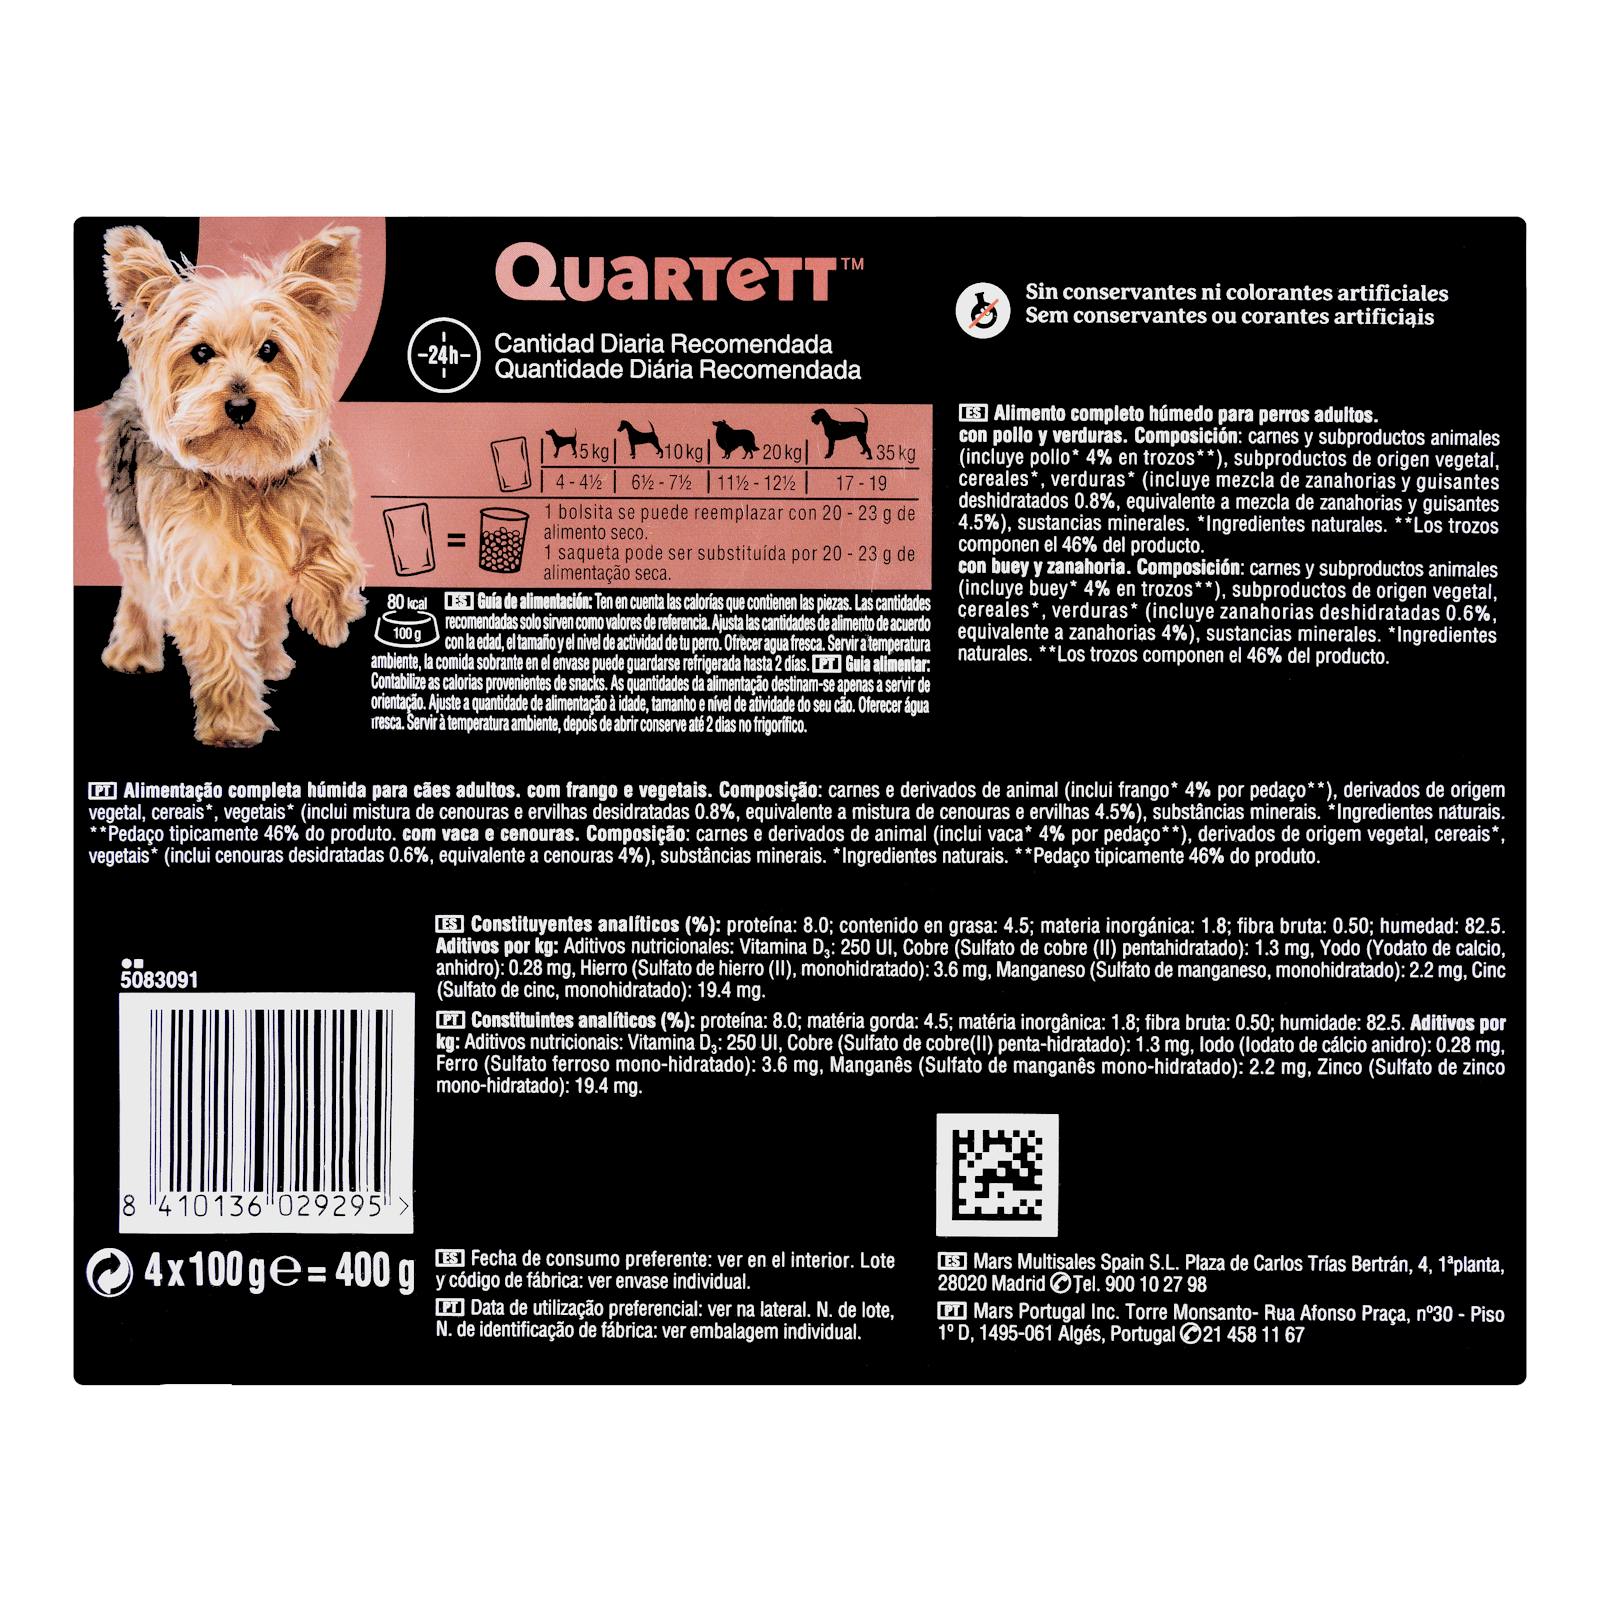 QUARTETT™
-24h-
Cantidad Diaria Recomendada
Quantidade Diária Recomendada
5 kg 10 kg 20 kg 35 kg
4 - 4½ 6½ - 7½ 11½ - 12½ 17 - 19
=
1 bolsita se puede reemplazar con 20 - 23 g de
alimento seco.
1 saqueta pode ser substituída por 20 - 23 g de
alimentação seca.
80 kcal
100 g
ES Guía de alimentación: Ten en cuenta las calorías que contienen las piezas. Las cantidades
recomendadas solo sirven como valores de referencia. Ajusta las cantidades de alimento de acuerdo
con la edad, el tamaño y el nivel de actividad de tu perro. Ofrecer agua fresca. Servir a temperatura
ambiente, la comida sobrante en el envase puede guardarse refrigerada hasta 2 días. PT Guia alimentar:
Contabilize as calorias provenientes de snacks. As quantidades da alimentação destinam-se apenas a servir de
orientação. Ajuste a quantidade de alimentação à idade, tamanho e nível de atividade do seu cão. Oferecer água
fresca. Servir à temperatura ambiente, depois de abrir conserve até 2 dias no frigorífico.
Sin conservantes ni colorantes artificiales
Sem conservantes ou corantes artificiais
ES Alimento completo húmedo para perros adultos.
con pollo y verduras. Composición: carnes y subproductos animales
(incluye pollo* 4% en trozos**), subproductos de origen vegetal,
cereales*, verduras* (incluye mezcla de zanahorias y guisantes
deshidratados 0.8%, equivalente a mezcla de zanahorias y guisantes
4.5%), sustancias minerales. *Ingredientes naturales. **Los trozos
componen el 46% del producto.
con buey y zanahoria. Composición: carnes y subproductos animales
(incluye buey* 4% en trozos**), subproductos de origen vegetal,
cereales*, verduras* (incluye zanahorias deshidratadas 0.6%,
equivalente a zanahorias 4%), sustancias minerales. *Ingredientes
naturales. **Los trozos componen el 46% del producto.
PT Alimentação completa húmida para cães adultos. com frango e vegetais. Composição: carnes e derivados de animal (inclui frango* 4% por pedaço**), derivados de origem
vegetal, cereais*, vegetais* (inclui mistura de cenouras e ervilhas desidratadas 0.8%, equivalente a mistura de cenouras e ervilhas 4.5%), substâncias minerais. *Ingredientes naturais.
**Pedaço tipicamente 46% do produto. com vaca e cenouras. Composição: carnes e derivados de animal (inclui vaca* 4% por pedaço**), derivados de origem vegetal, cereais*,
vegetais* (inclui cenouras desidratadas 0.6%, equivalente a cenouras 4%), substâncias minerais. *Ingredientes naturais. **Pedaço tipicamente 46% do produto.
ES Constituyentes analíticos (%): proteína: 8.0; contenido en grasa: 4.5; materia inorgánica: 1.8; fibra bruta: 0.50; humedad: 82.5.
Aditivos por kg: Aditivos nutricionales: Vitamina D₃: 250 UI, Cobre (Sulfato de cobre (II) pentahidratado): 1.3 mg, Yodo (Yodato de calcio,
anhidro): 0.28 mg, Hierro (Sulfato de hierro (II), monohidratado): 3.6 mg, Manganeso (Sulfato de manganeso, monohidratado): 2.2 mg, Cinc
(Sulfato de cinc, monohidratado): 19.4 mg.
PT Constituintes analíticos (%): proteína: 8.0; matéria gorda: 4.5; matéria inorgânica: 1.8; fibra bruta: 0.50; humidade: 82.5. Aditivos por
kg: Aditivos nutricionais: Vitamina D₃: 250 UI, Cobre (Sulfato de cobre(II) penta-hidratado): 1.3 mg, Iodo (Iodato de cálcio anidro): 0.28 mg,
Ferro (Sulfato ferroso mono-hidratado): 3.6 mg, Manganês (Sulfato de manganês mono-hidratado): 2.2 mg, Zinco (Sulfato de zinco
mono-hidratado): 19.4 mg.
5083091
8 410136 029295 >
4 x 100 g ℮ = 400 g
ES Fecha de consumo preferente: ver en el interior. Lote
y código de fábrica: ver envase individual.
PT Data de utilização preferencial: ver na lateral. N. de lote,
N. de identificação de fábrica: ver embalagem individual.
ES Mars Multisales Spain S.L. Plaza de Carlos Trías Bertrán, 4, 1ªplanta,
28020 Madrid ✆Tel. 900 10 27 98
PT Mars Portugal Inc. Torre Monsanto- Rua Afonso Praça, nº30 - Piso
1º D, 1495-061 Algés, Portugal ✆21 458 11 67